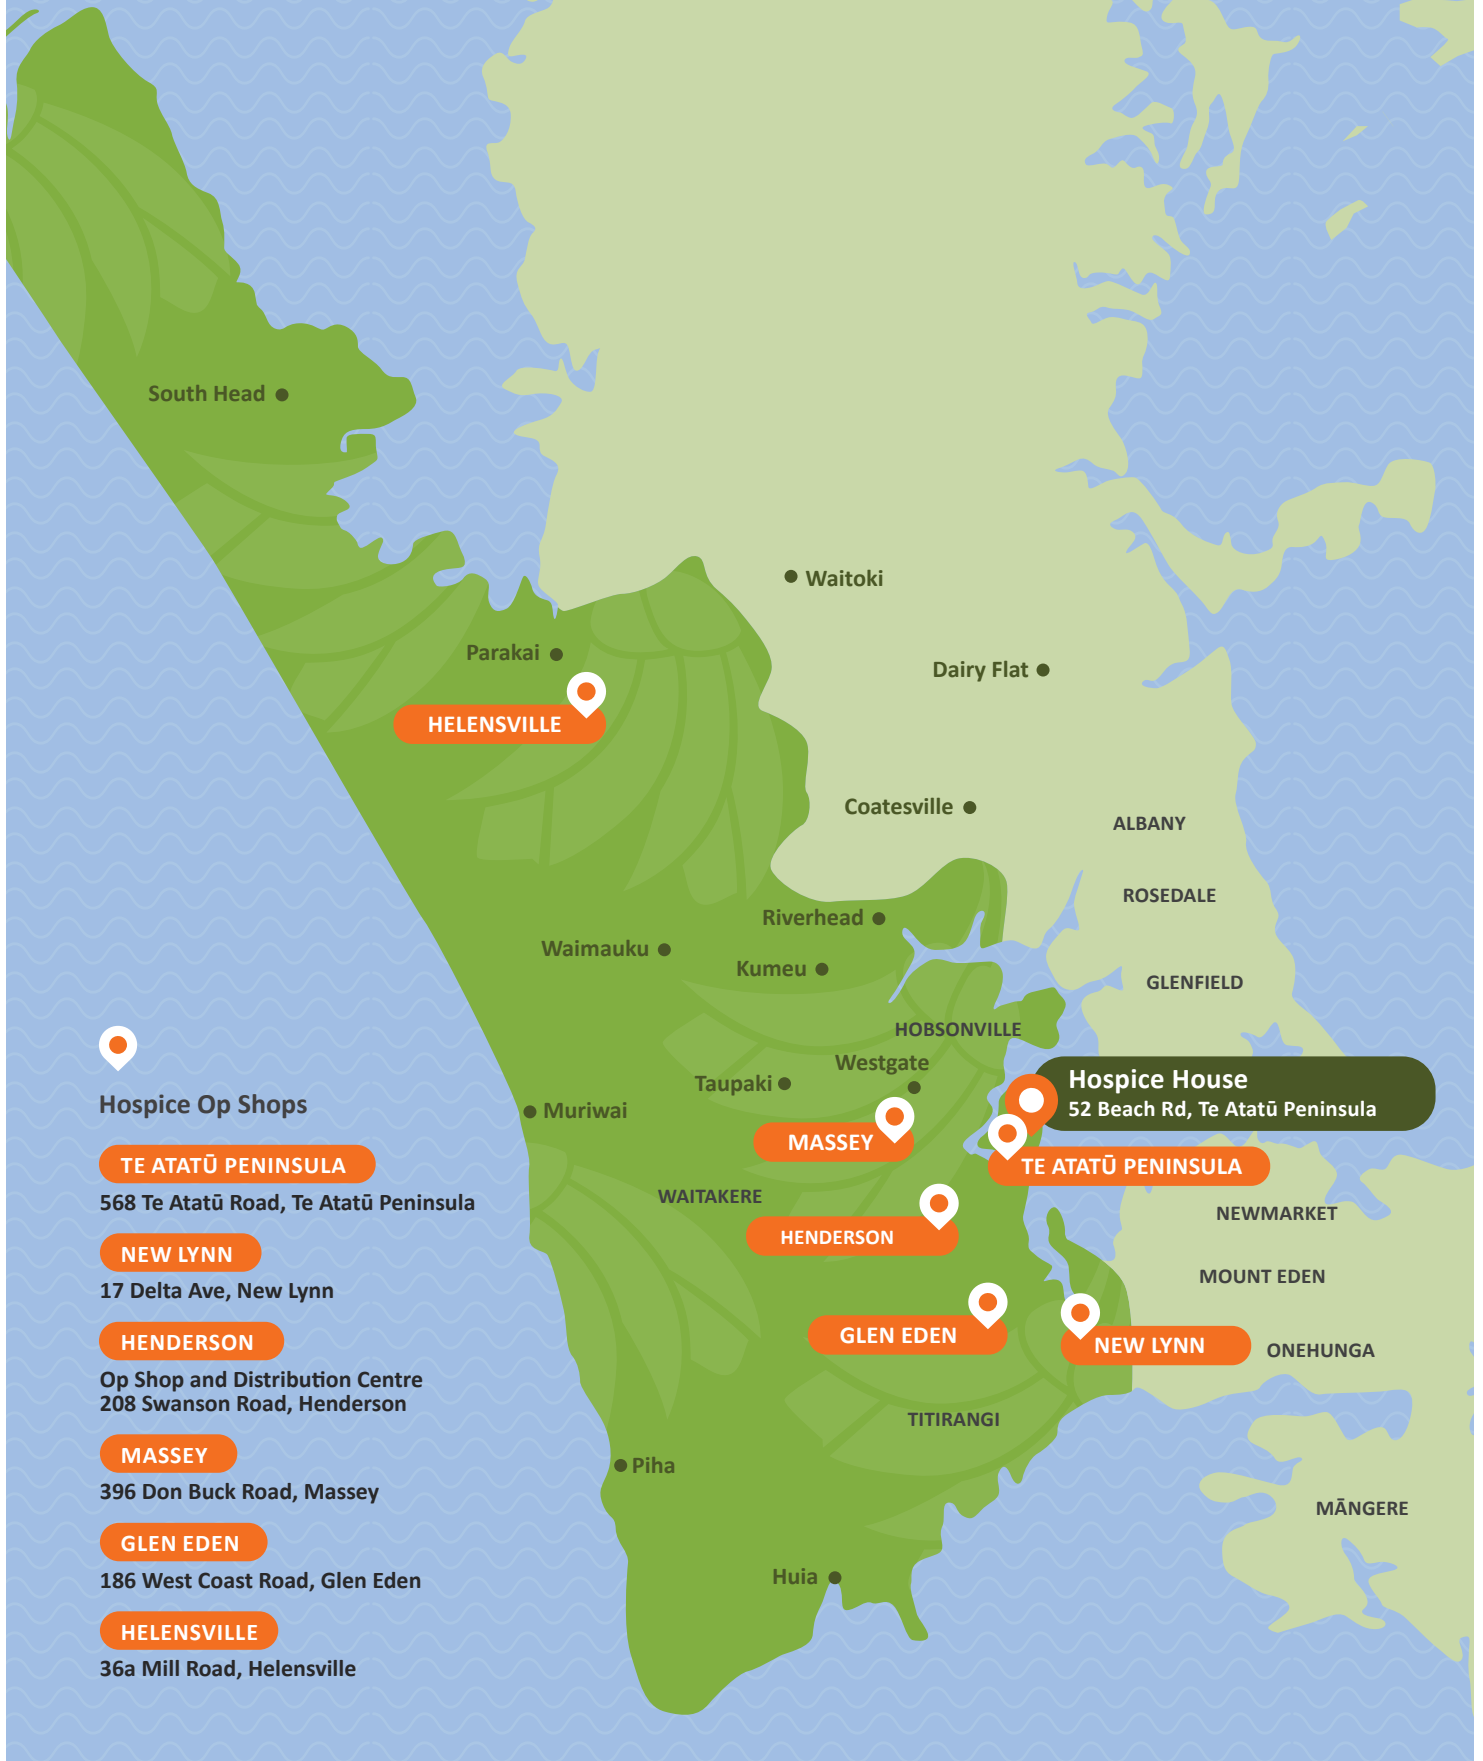 South Head
Waitoki
Parakai
Dairy Flat
HELENSVILLE
Coatesville
ALBANY
ROSEDALE
Riverhead
Waimauku
Kumeu
GLENFIELD
HOBSONVILLE
Westgate
Taupaki
Muriwai
Hospice House
52 Beach Rd, Te Atatū Peninsula
MASSEY
TE ATATŪ PENINSULA
WAITAKERE
NEWMARKET
HENDERSON
MOUNT EDEN
GLEN EDEN
NEW LYNN
ONEHUNGA
TITIRANGI
Piha
MĀNGERE
Huia
Hospice Op Shops
TE ATATŪ PENINSULA
568 Te Atatū Road, Te Atatū Peninsula
NEW LYNN
17 Delta Ave, New Lynn
HENDERSON
Op Shop and Distribution Centre
208 Swanson Road, Henderson
MASSEY
396 Don Buck Road, Massey
GLEN EDEN
186 West Coast Road, Glen Eden
HELENSVILLE
36a Mill Road, Helensville